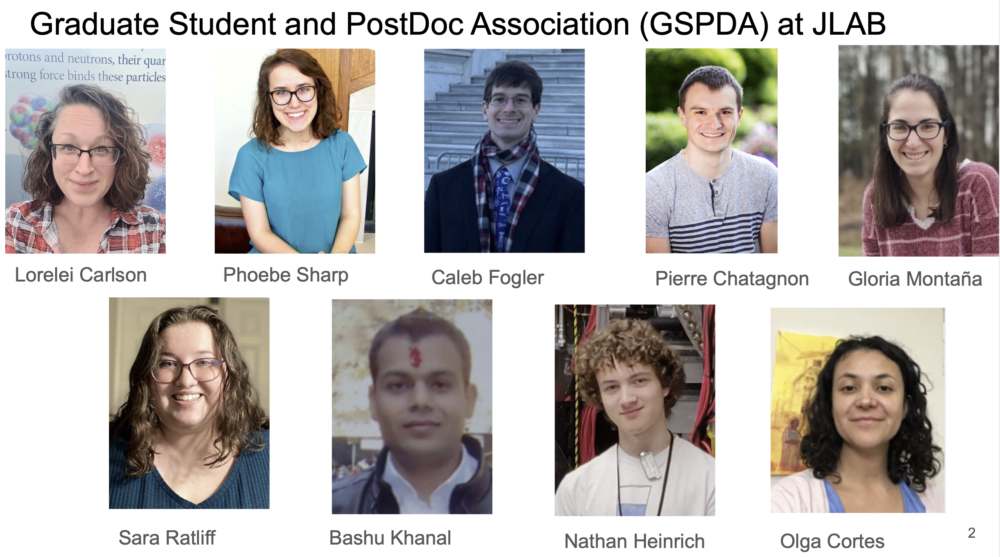 Graduate Student and PostDoc Association (GSPDA) at JLAB
rotons and neutrons, their quar
strong force binds these particles
Lorelei Carlson
Phoebe Sharp
Caleb Fogler
Pierre Chatagnon
Gloria Montaña
Sara Ratliff
Bashu Khanal
Nathan Heinrich
Olga Cortes
2